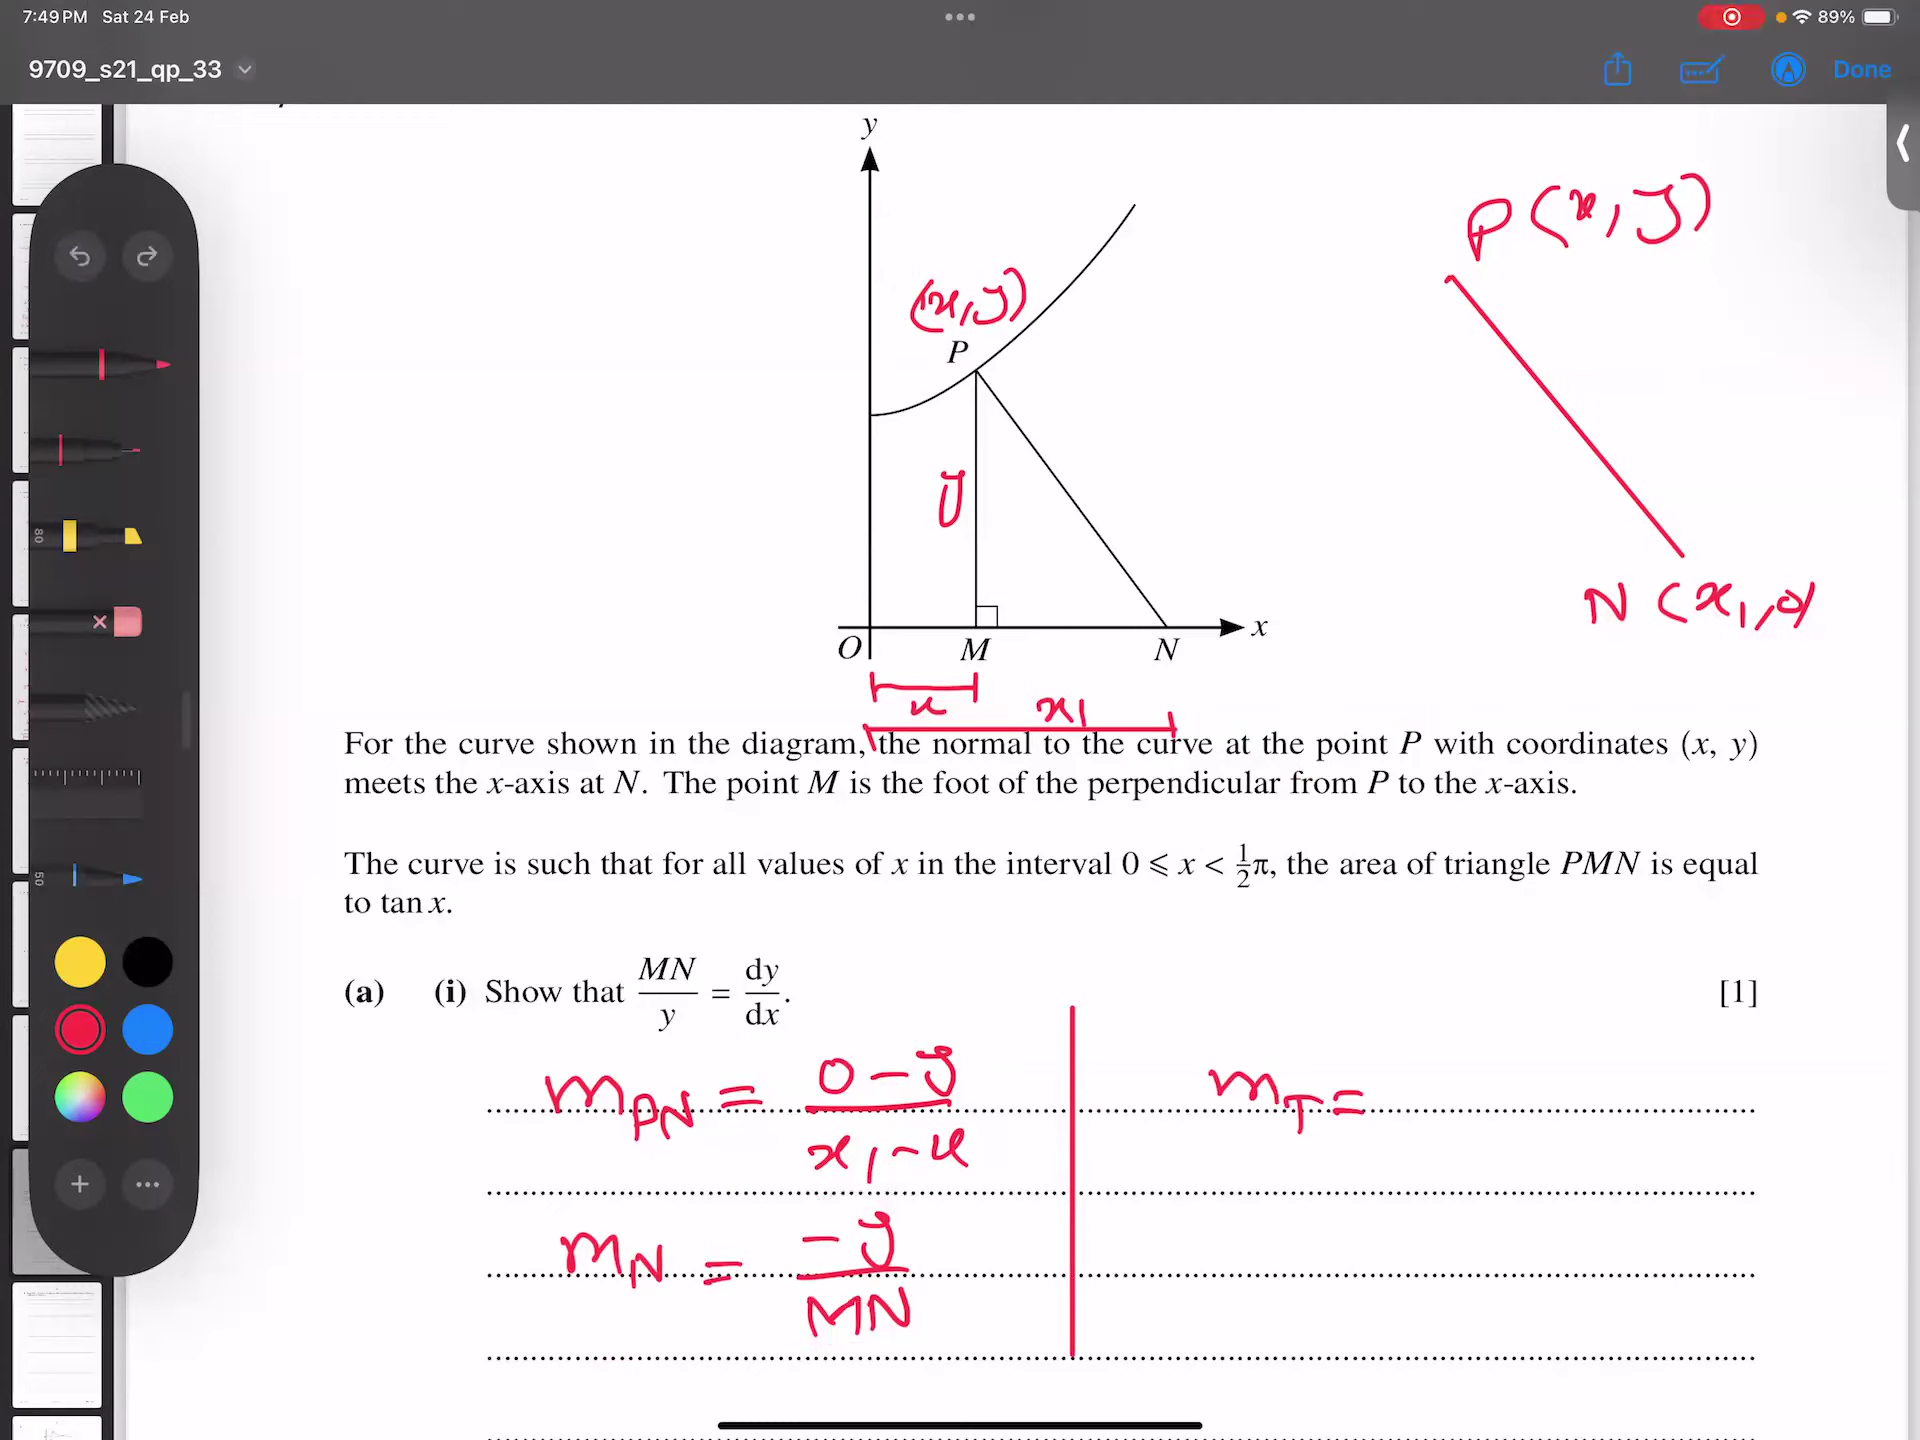 7:49 PM Sat 24 Feb
89%
9709_s21_qp_33
Done
y
P(x, y)
(x, y)
P
y
N(x₁, 0)
x
O
M
N
x
x₁
For the curve shown in the diagram, the normal to the curve at the point P with coordinates (x, y)
meets the x-axis at N. The point M is the foot of the perpendicular from P to the x-axis.
The curve is such that for all values of x in the interval 0 ⩽ x < ½π, the area of triangle PMN is equal
to tan x.
(a) (i) Show that MN/y = dy/dx. [1]
m_PN = (0 - y)/(x₁ - x)
m_T =
m_N = -y/MN
80
50